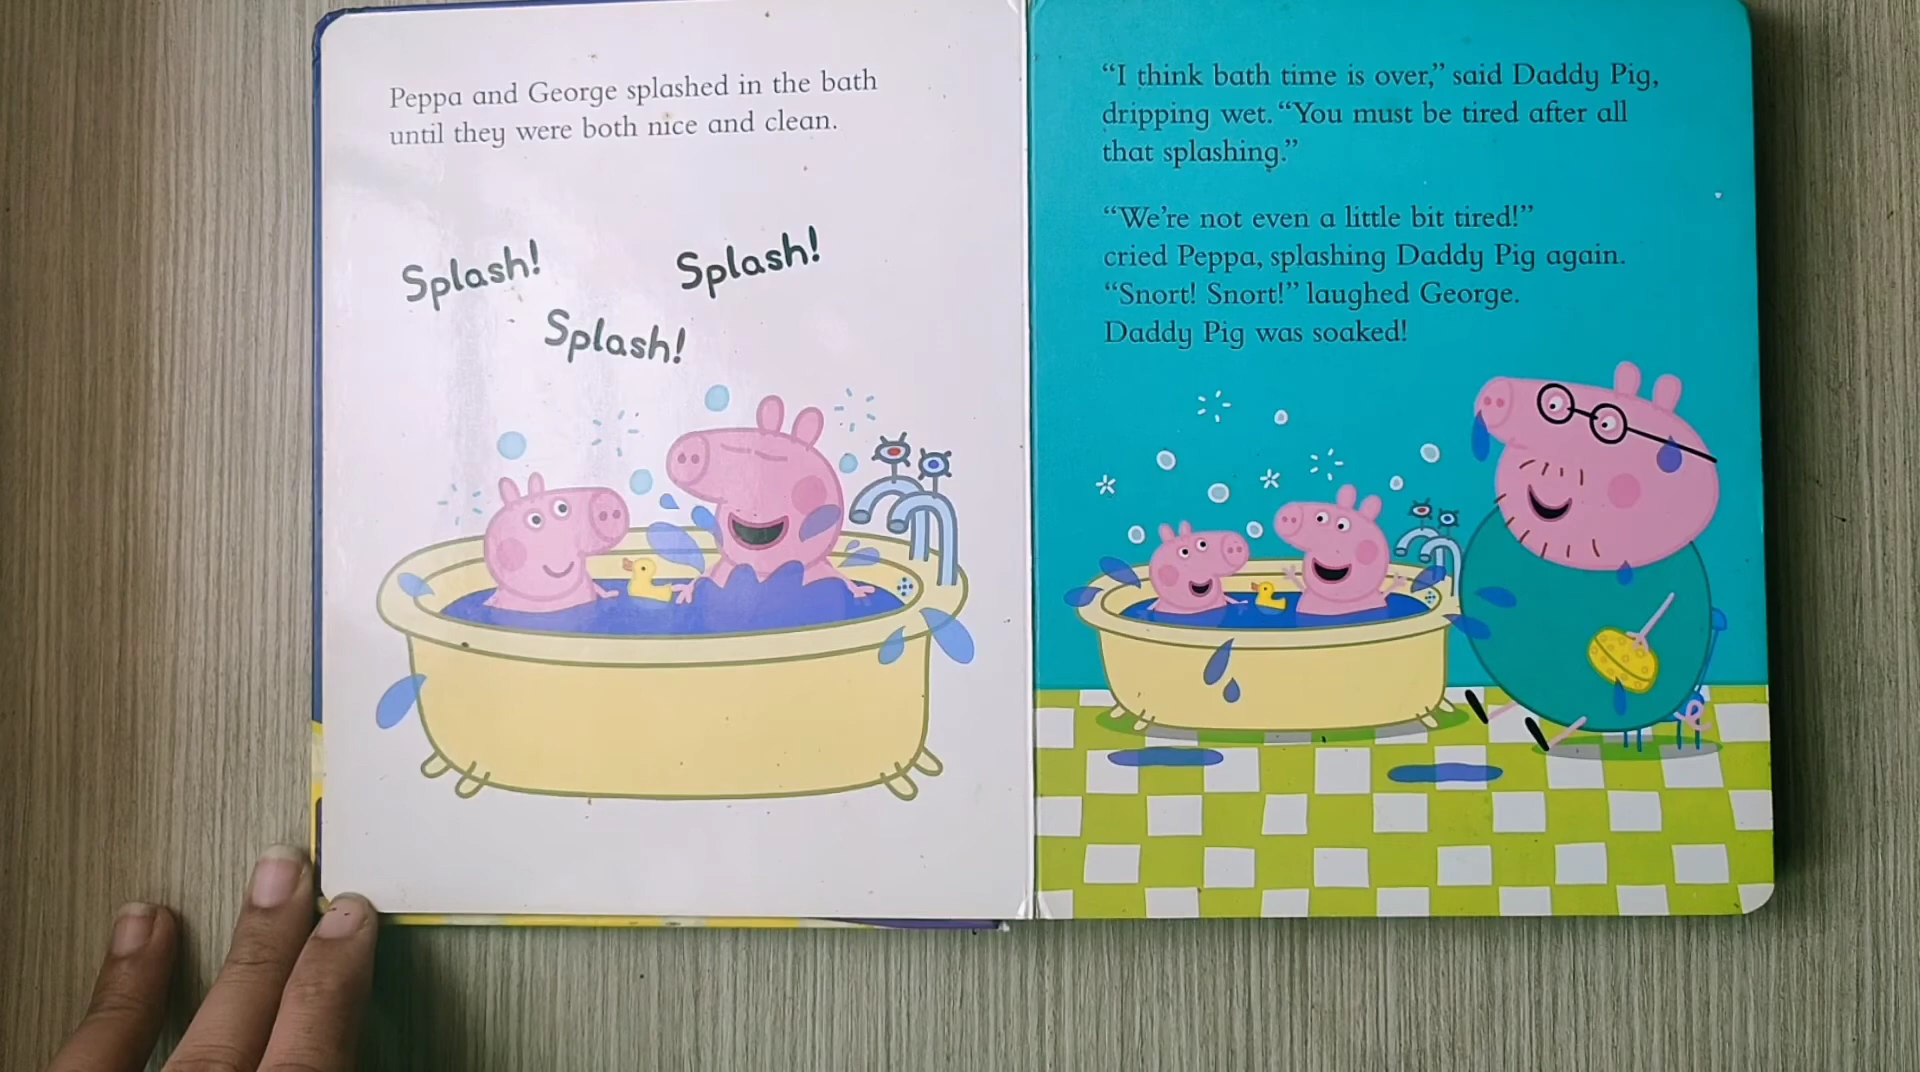 Peppa and George splashed in the bath
until they were both nice and clean.
Splash!
Splash!
Splash!
“I think bath time is over,” said Daddy Pig,
dripping wet. “You must be tired after all
that splashing.”
“We’re not even a little bit tired!”
cried Peppa, splashing Daddy Pig again.
“Snort! Snort!” laughed George.
Daddy Pig was soaked!